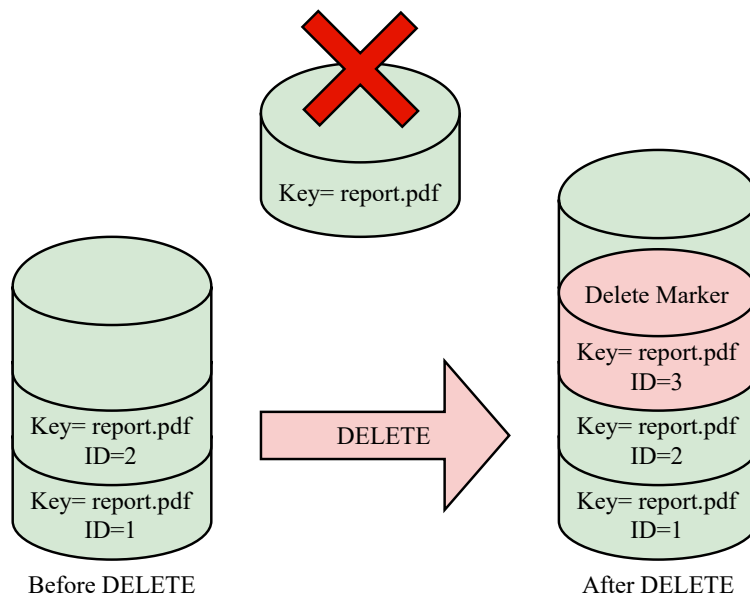 Key= report.pdf
Key= report.pdf
ID=2
Key= report.pdf
ID=1
Before DELETE
DELETE
Delete Marker
Key= report.pdf
ID=3
Key= report.pdf
ID=2
Key= report.pdf
ID=1
After DELETE